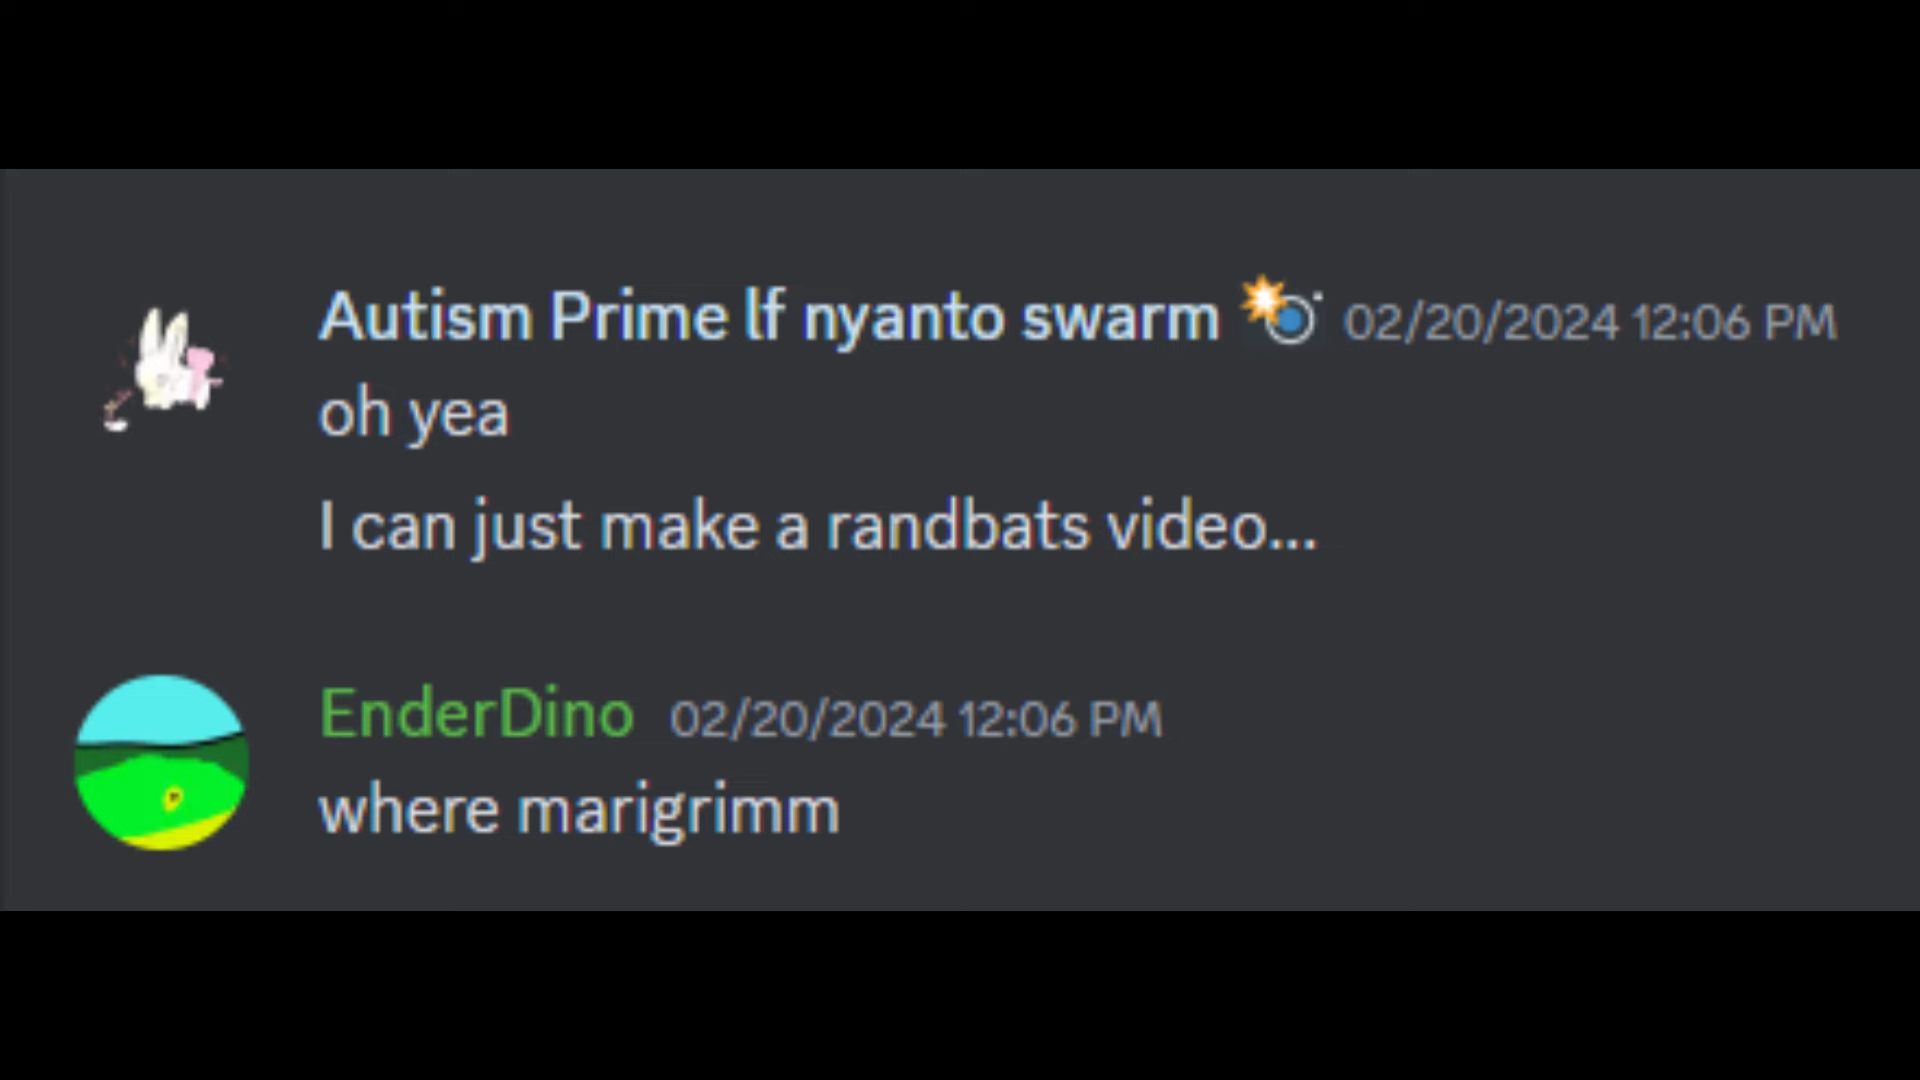 Autism Prime lf nyanto swarm 02/20/2024 12:06 PM
oh yea
I can just make a randbats video...
EnderDino 02/20/2024 12:06 PM
where marigrimm